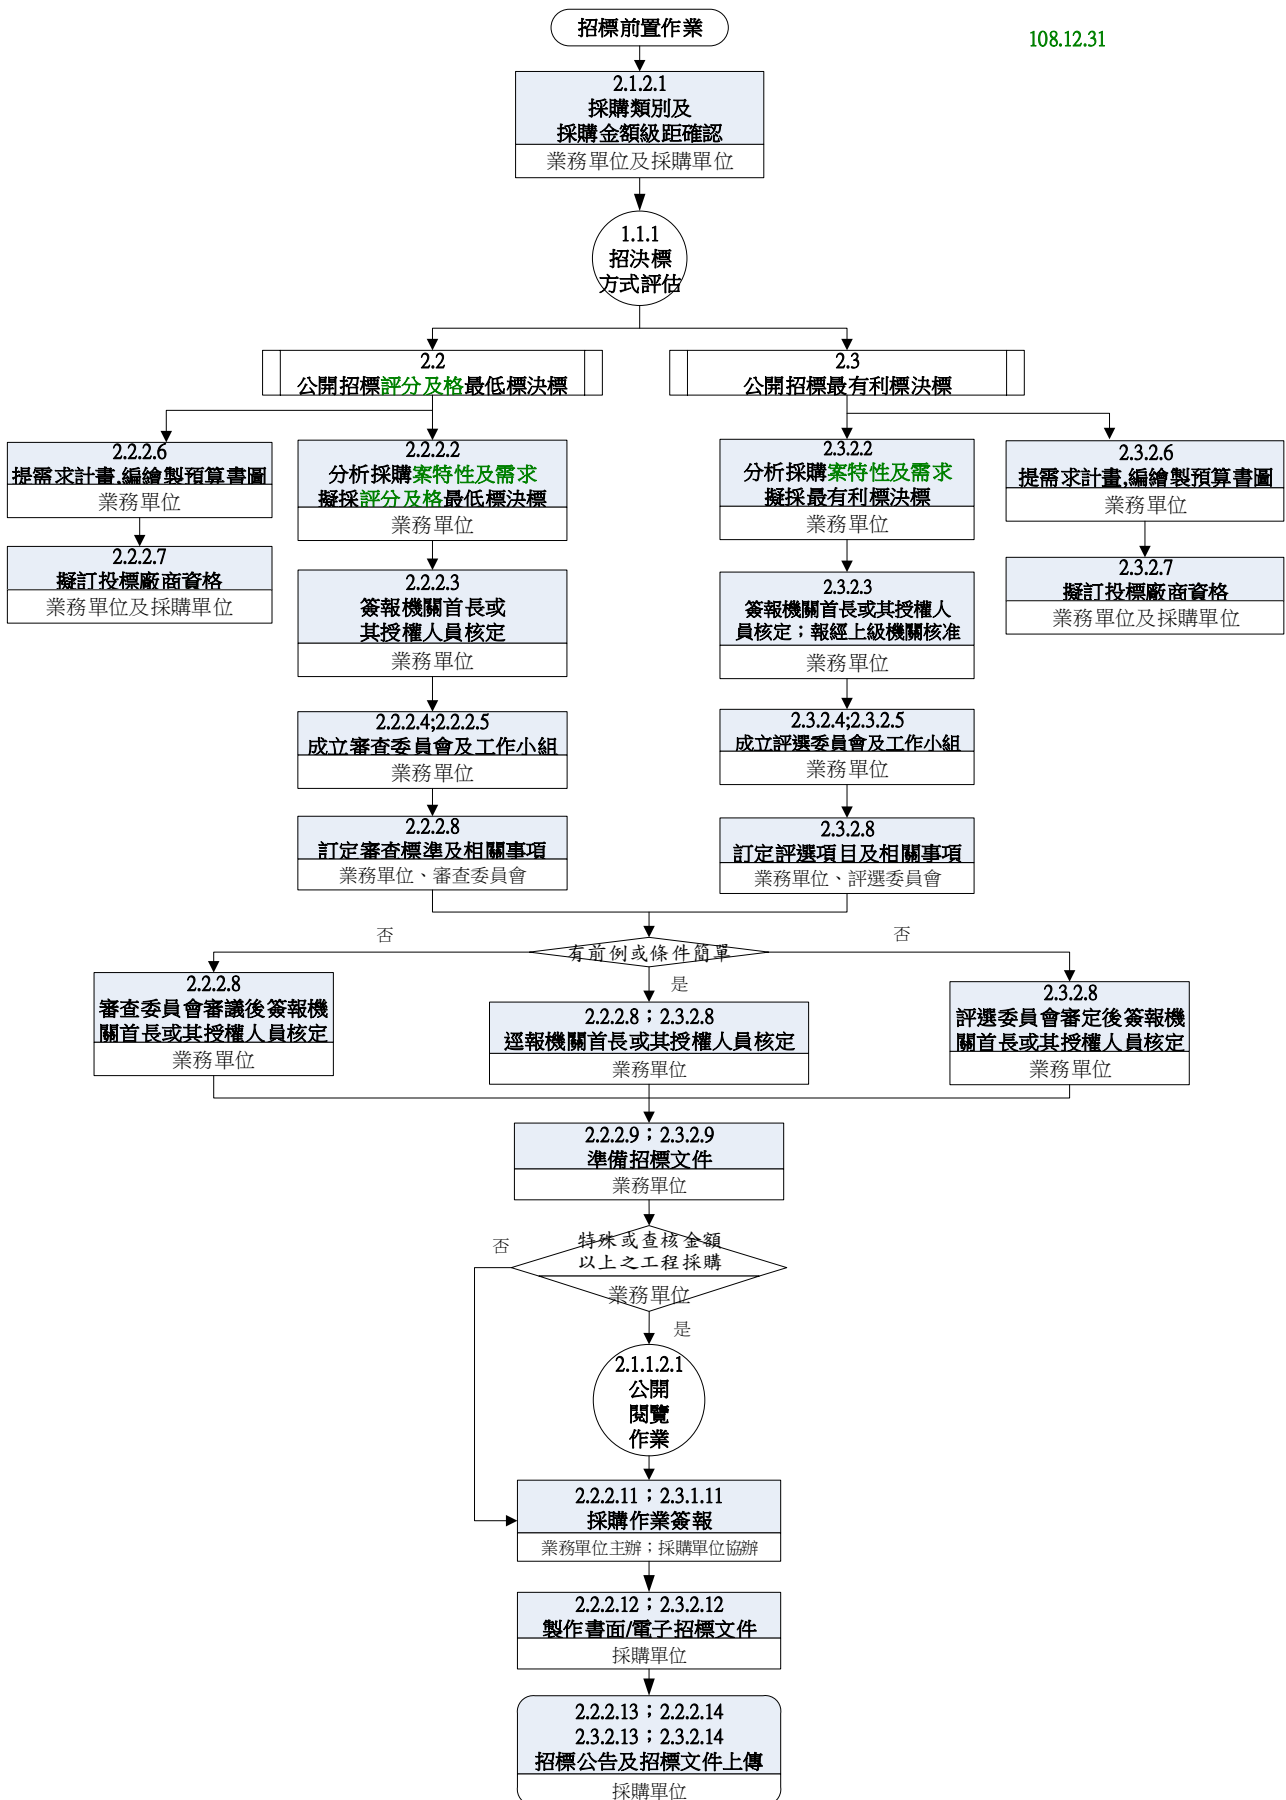 招標前置作業
108.12.31
2.1.2.1
採購類別及
採購金額級距確認
業務單位及採購單位
1.1.1
招決標
方式評估
2.2
公開招標評分及格最低標決標
2.3
公開招標最有利標決標
2.2.2.6
提需求計畫,編繪製預算書圖
業務單位
2.2.2.7
擬訂投標廠商資格
業務單位及採購單位
2.2.2.2
分析採購案特性及需求
擬採評分及格最低標決標
業務單位
2.2.2.3
簽報機關首長或
其授權人員核定
業務單位
2.2.2.4;2.2.2.5
成立審查委員會及工作小組
業務單位
2.2.2.8
訂定審查標準及相關事項
業務單位、審查委員會
2.3.2.2
分析採購案特性及需求
擬採最有利標決標
業務單位
2.3.2.3
簽報機關首長或其授權人
員核定；報經上級機關核准
業務單位
2.3.2.4;2.3.2.5
成立評選委員會及工作小組
業務單位
2.3.2.8
訂定評選項目及相關事項
業務單位、評選委員會
2.3.2.6
提需求計畫,編繪製預算書圖
業務單位
2.3.2.7
擬訂投標廠商資格
業務單位及採購單位
否
有前例或條件簡單
否
是
2.2.2.8
審查委員會審議後簽報機
關首長或其授權人員核定
業務單位
2.2.2.8；2.3.2.8
逕報機關首長或其授權人員核定
業務單位
2.3.2.8
評選委員會審定後簽報機
關首長或其授權人員核定
業務單位
2.2.2.9；2.3.2.9
準備招標文件
業務單位
否
特殊或查核金額
以上之工程採購
業務單位
是
2.1.1.2.1
公開
閱覽
作業
2.2.2.11；2.3.1.11
採購作業簽報
業務單位主辦；採購單位協辦
2.2.2.12；2.3.2.12
製作書面/電子招標文件
採購單位
2.2.2.13；2.2.2.14
2.3.2.13；2.3.2.14
招標公告及招標文件上傳
採購單位